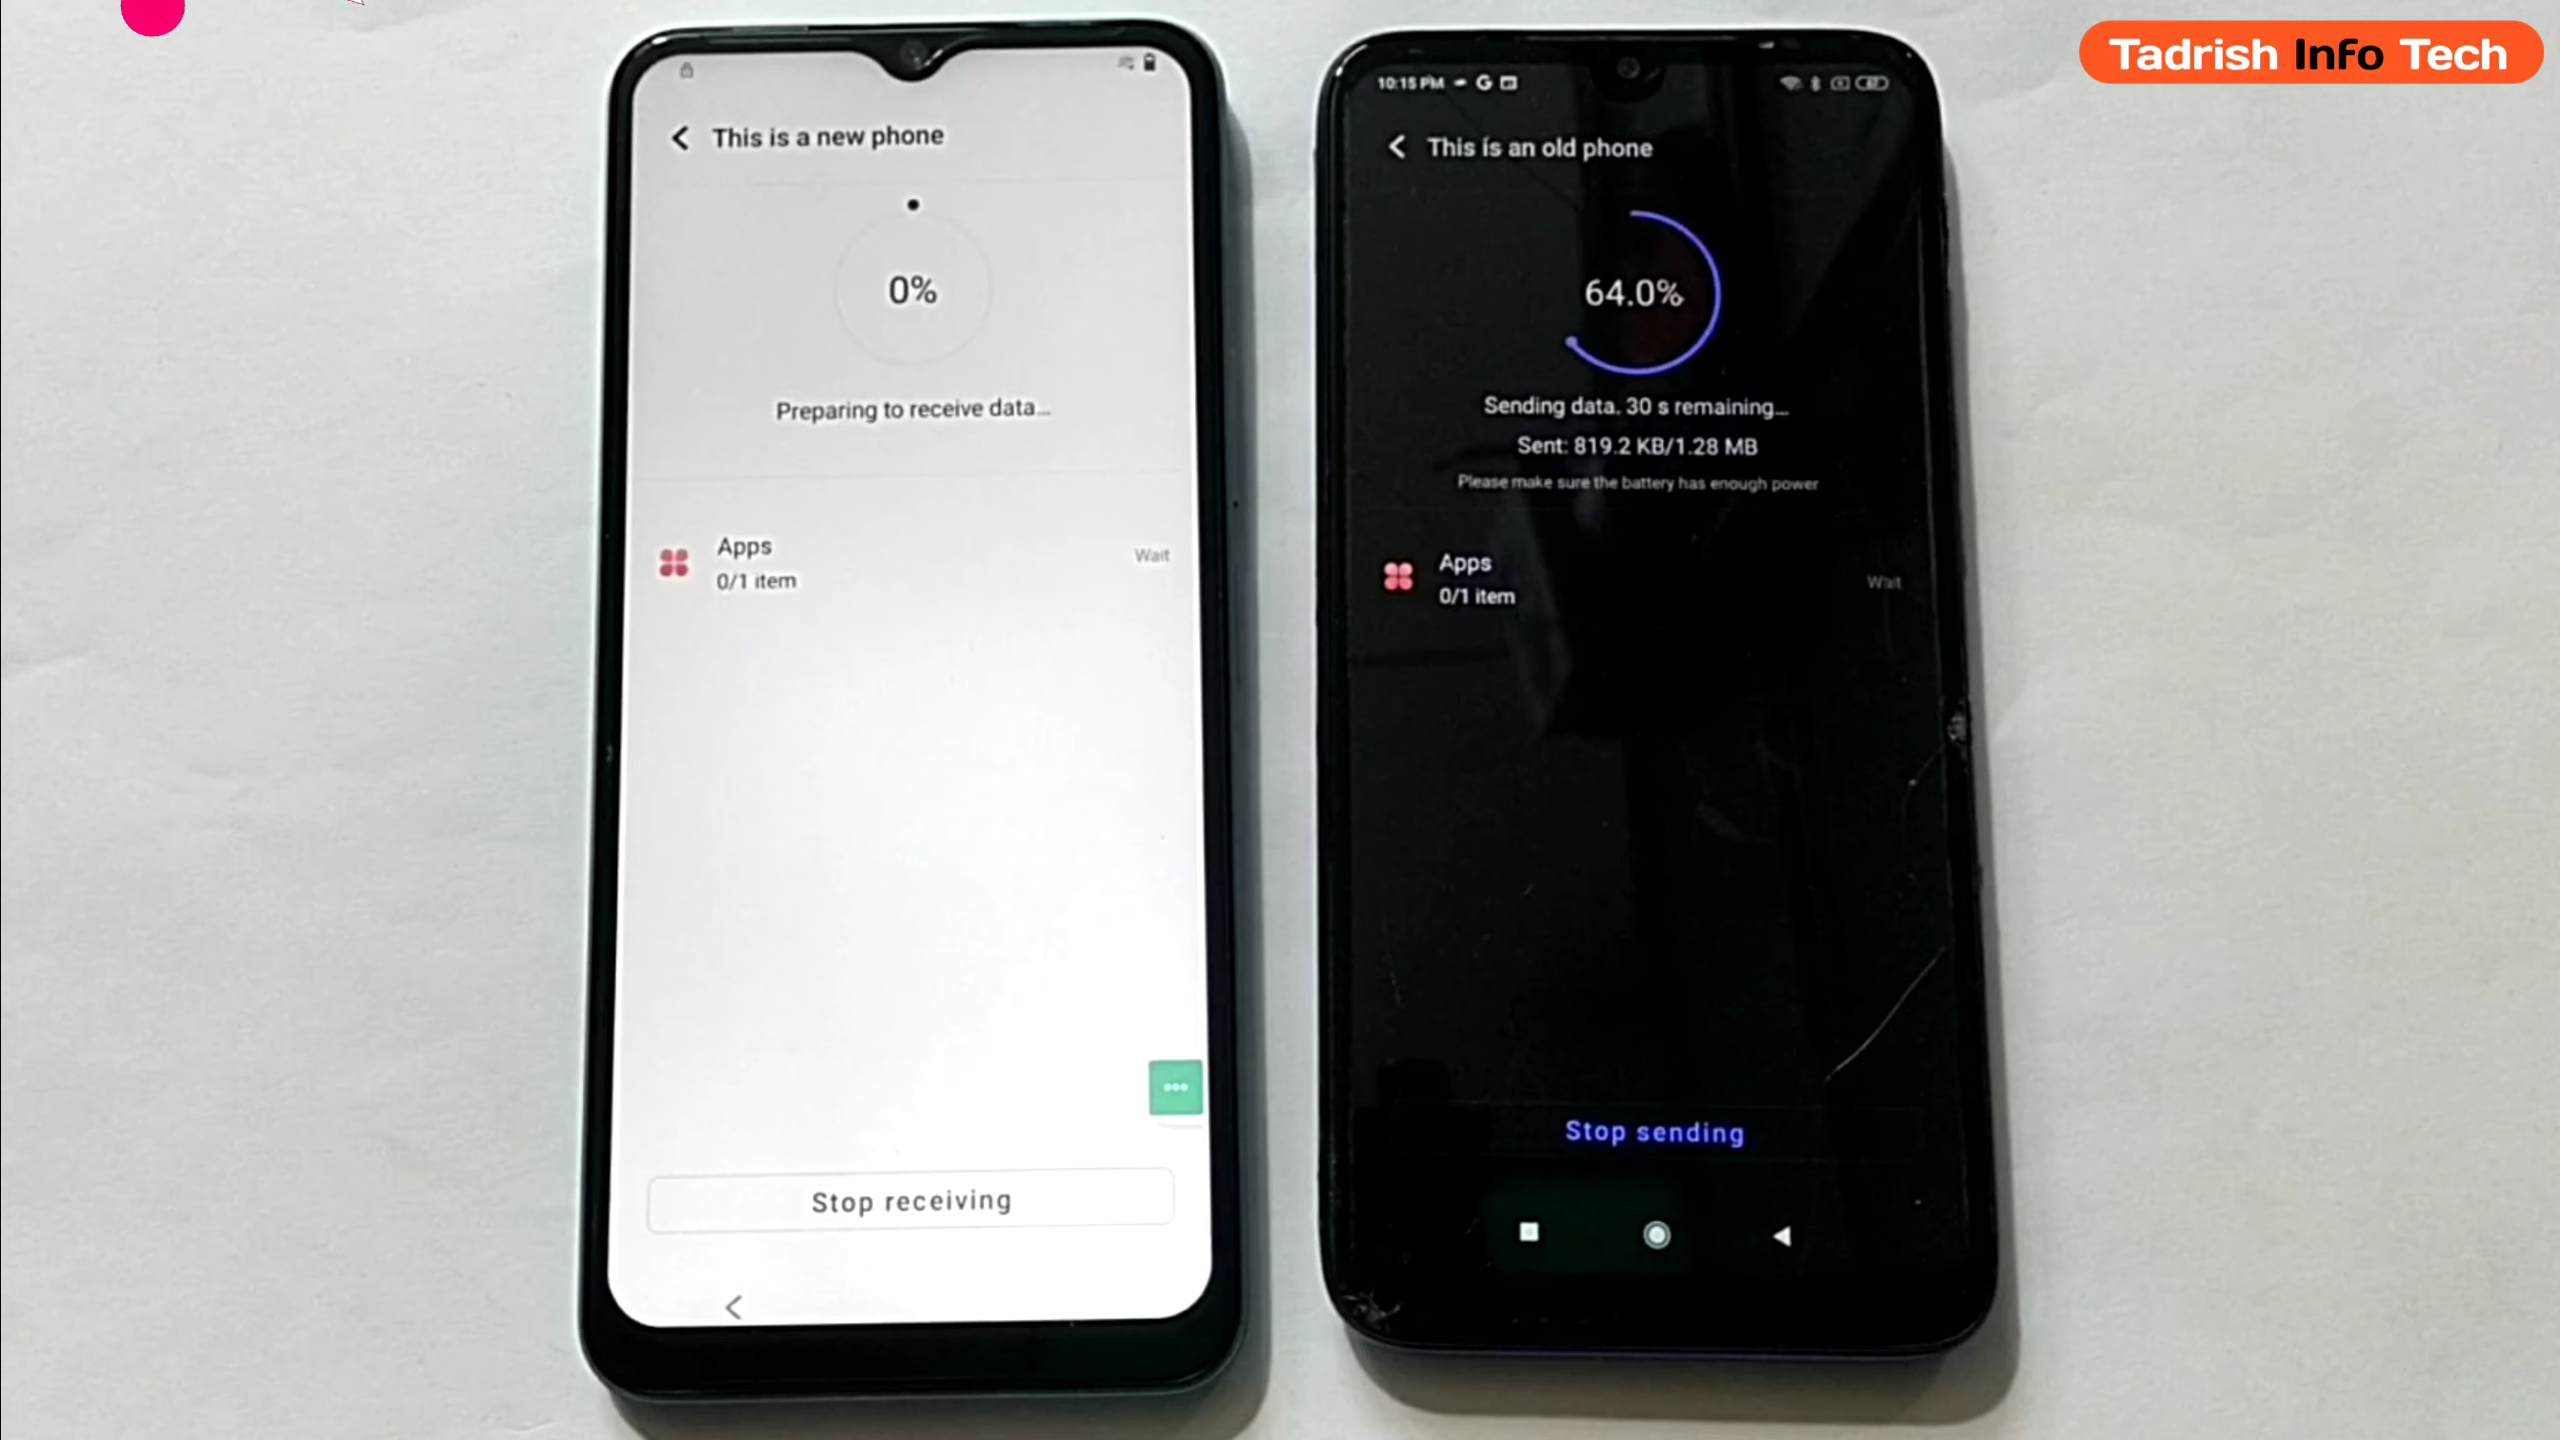 Tadrish Info Tech
This is a new phone
0%
Preparing to receive data...
Apps
0/1 item
Wait
Stop receiving
10:15 PM
This is an old phone
64.0%
Sending data. 30 s remaining...
Sent: 819.2 KB/1.28 MB
Please make sure the battery has enough power
Apps
0/1 item
Wait
Stop sending